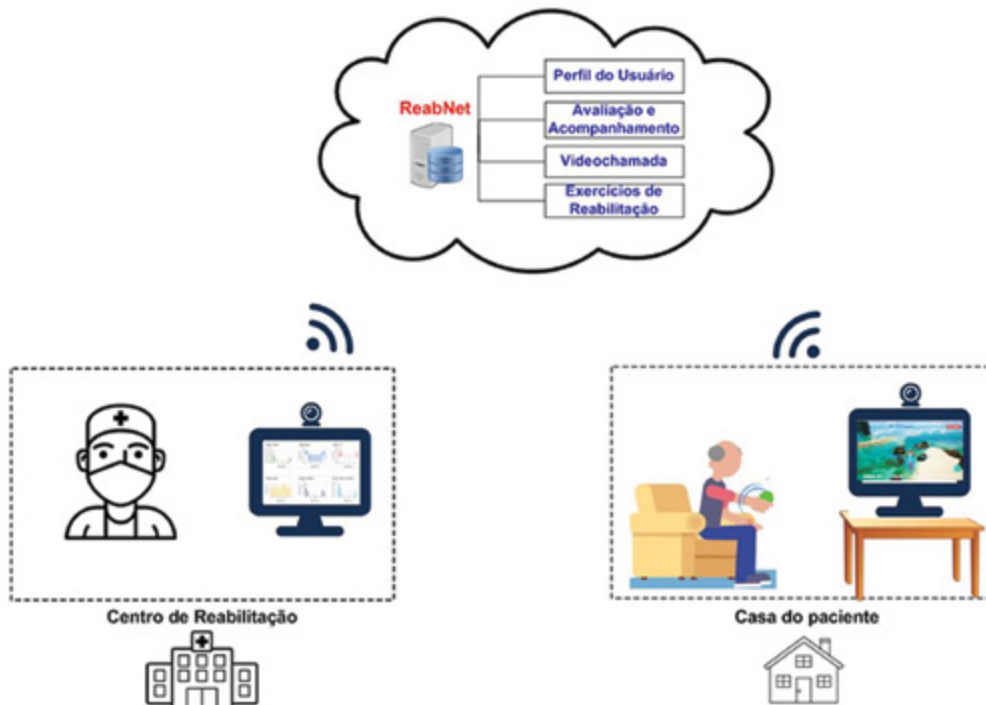 ReabNet
Perfil do Usuário
Avaliação e
Acompanhamento
Videochamada
Exercícios de
Reabilitação
Centro de Reabilitação
Casa do paciente